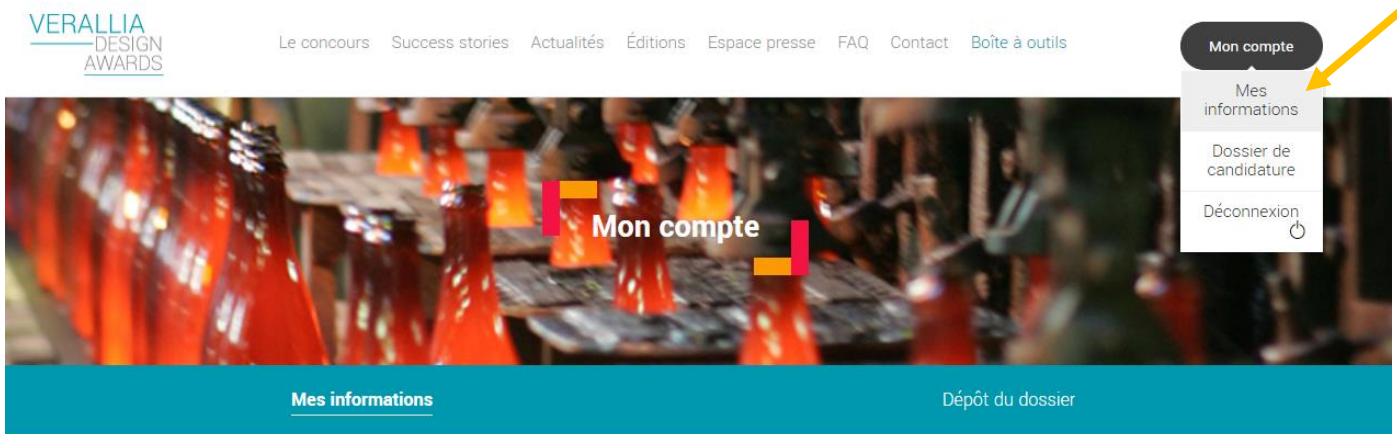 VERALLIA
DESIGN
AWARDS
Le concours Success stories Actualités Éditions Espace presse FAQ Contact Boîte à outils
Mon compte
Mes
informations
Dossier de
candidature
Déconnexion
Mon compte
Mes informations Dépôt du dossier